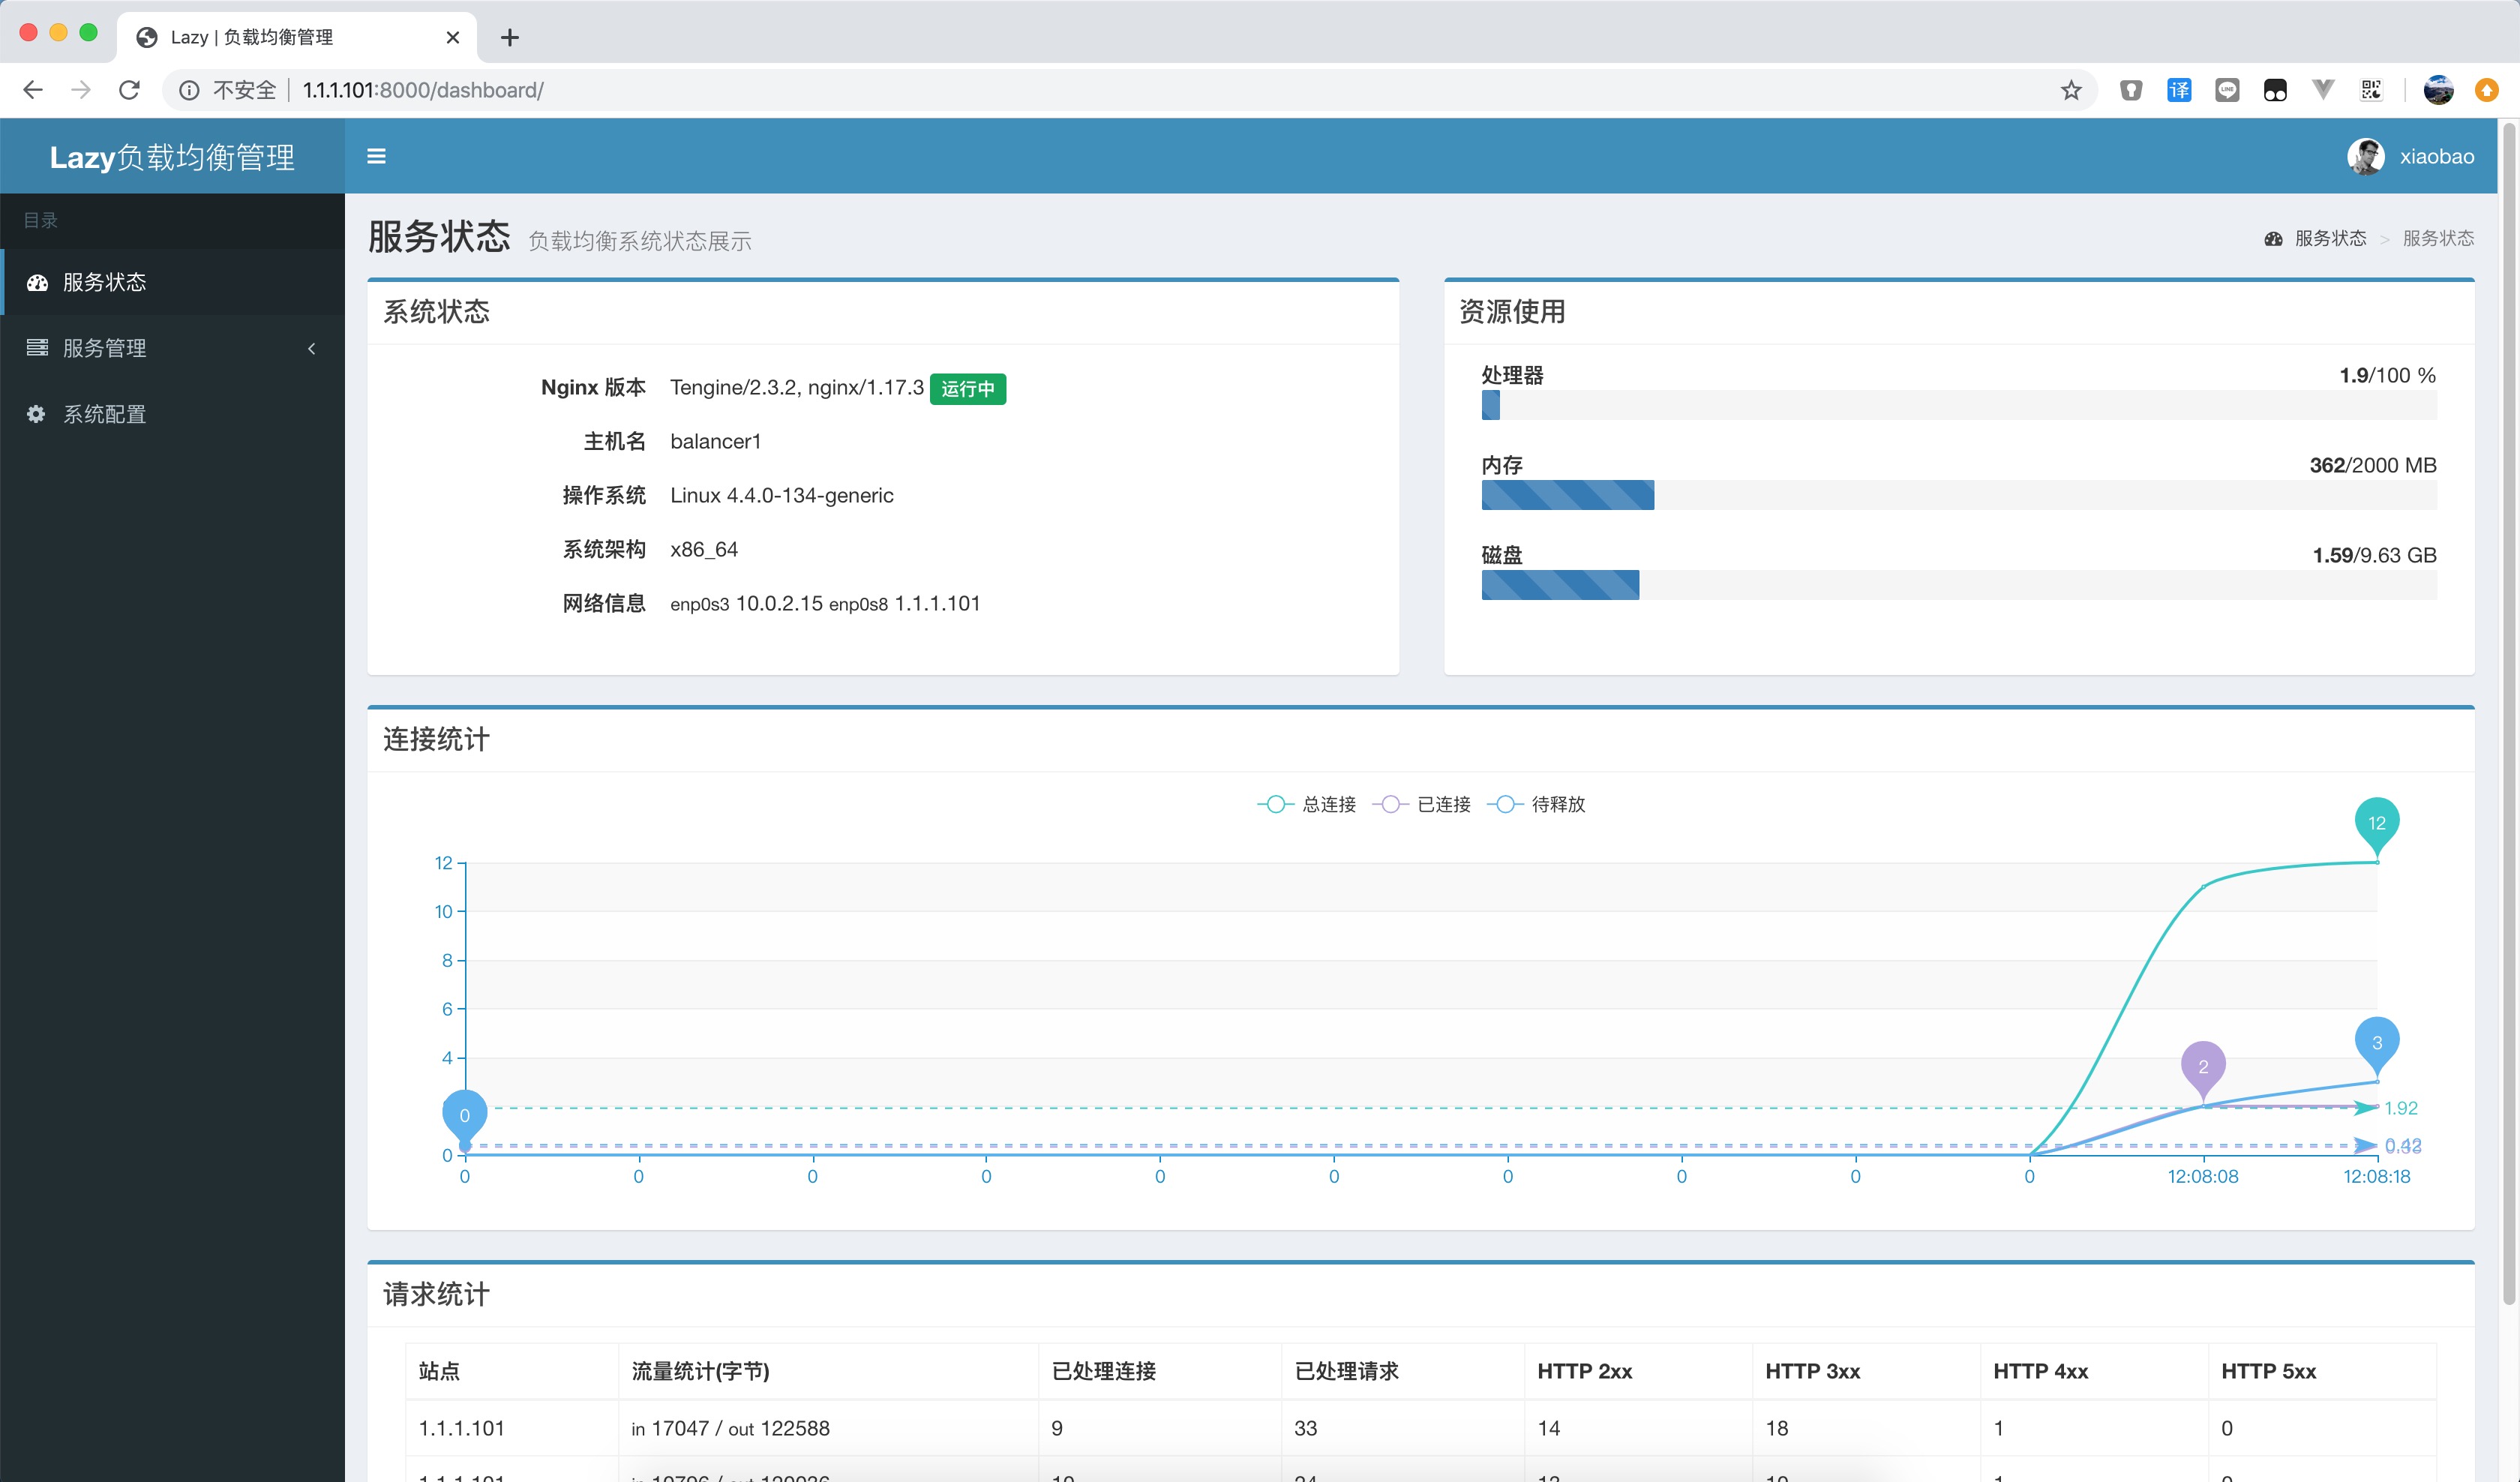 Lazy | 负载均衡管理
不安全 1.1.1.101:8000/dashboard/
译
LINE
Lazy负载均衡管理
xiaobao
目录
服务状态
服务管理
系统配置
服务状态 负载均衡系统状态展示
服务状态 > 服务状态
系统状态
Nginx 版本 Tengine/2.3.2, nginx/1.17.3 运行中
主机名 balancer1
操作系统 Linux 4.4.0-134-generic
系统架构 x86_64
网络信息 enp0s3 10.0.2.15 enp0s8 1.1.1.101
资源使用
处理器 1.9/100 %
内存 362/2000 MB
磁盘 1.59/9.63 GB
连接统计
总连接 已连接 待释放
12
12
10
8
6
4
3
2
0
1.92
0
0 0 0 0 0 0 0 0 0 0 12:08:08 12:08:18
请求统计
站点 流量统计(字节) 已处理连接 已处理请求 HTTP 2xx HTTP 3xx HTTP 4xx HTTP 5xx
1.1.1.101 in 17047 / out 122588 9 33 14 18 1 0